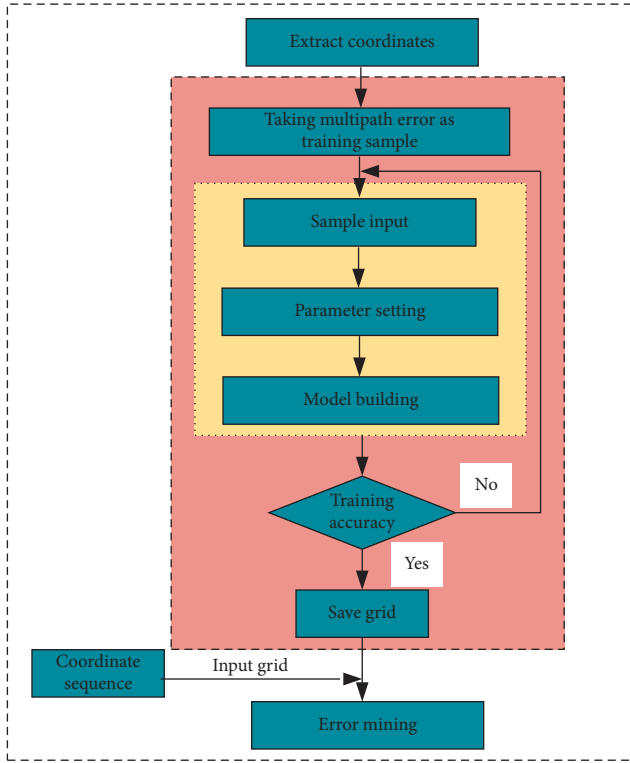 Extract coordinates
Taking multipath error as
training sample
Sample input
Parameter setting
Model building
Training
accuracy
No
Yes
Save grid
Coordinate
sequence
Input grid
Error mining